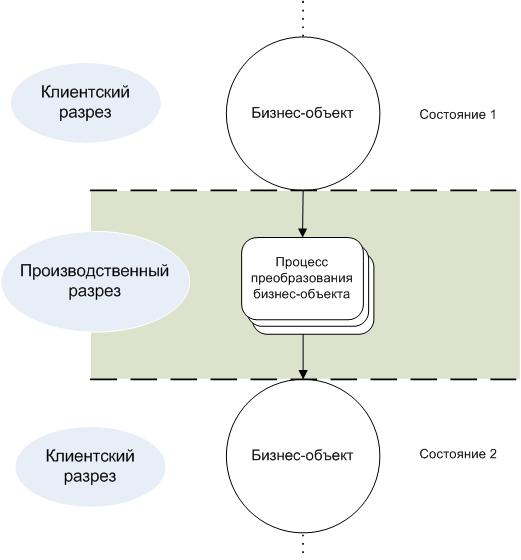 Клиентский
разрез
Бизнес-объект
Состояние 1
Производственный
разрез
Процесс
преобразования
бизнес-объекта
Клиентский
разрез
Бизнес-объект
Состояние 2